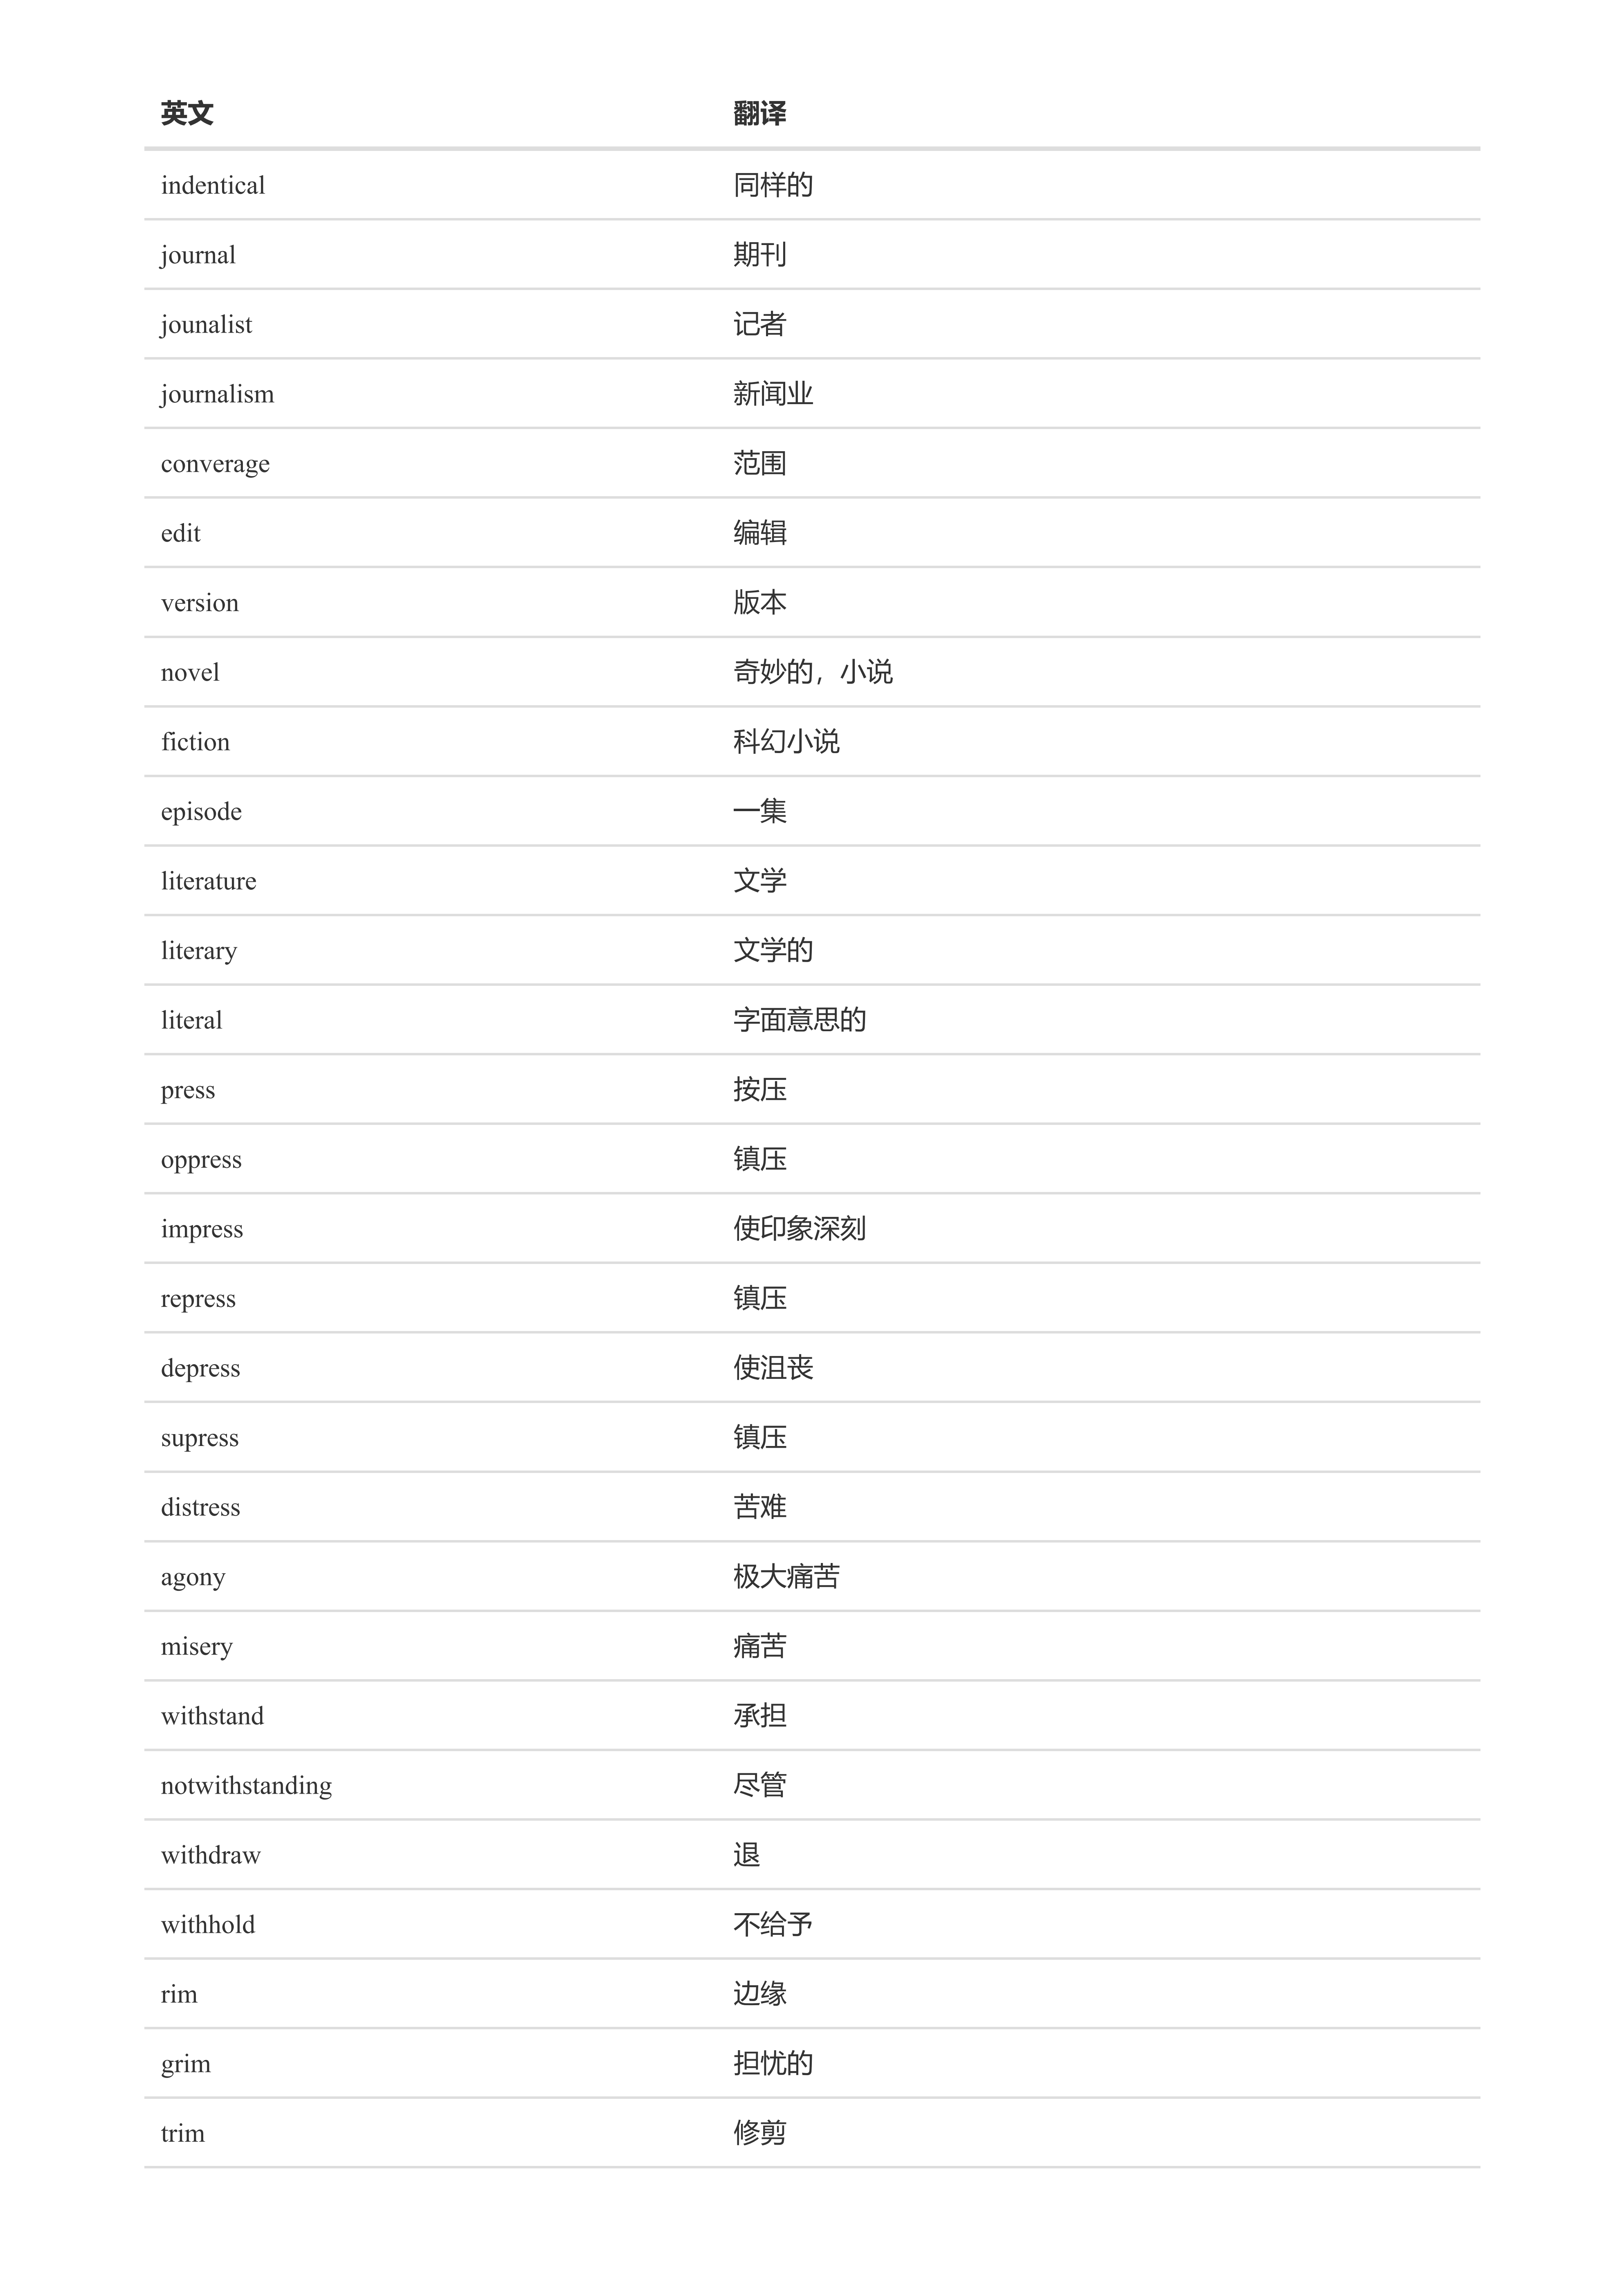 英文 翻译
indentical 同样的
journal 期刊
jounalist 记者
journalism 新闻业
converage 范围
edit 编辑
version 版本
novel 奇妙的，小说
fiction 科幻小说
episode 一集
literature 文学
literary 文学的
literal 字面意思的
press 按压
oppress 镇压
impress 使印象深刻
repress 镇压
depress 使沮丧
supress 镇压
distress 苦难
agony 极大痛苦
misery 痛苦
withstand 承担
notwithstanding 尽管
withdraw 退
withhold 不给予
rim 边缘
grim 担忧的
trim 修剪